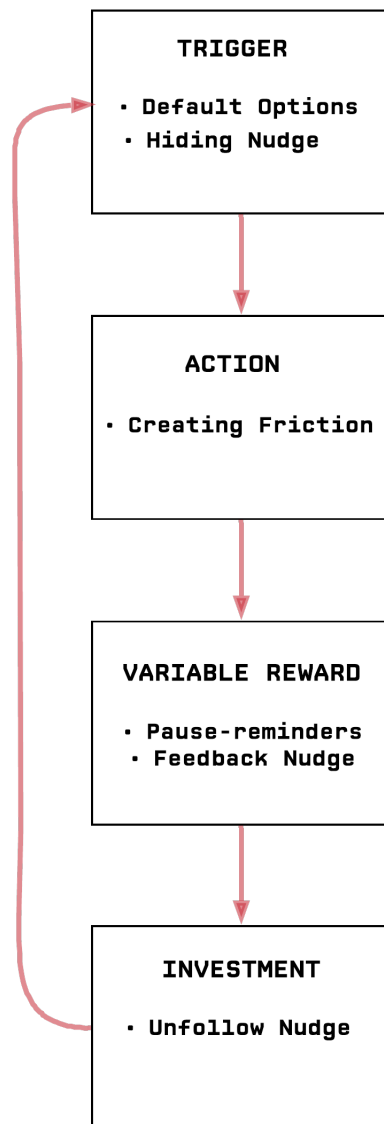 TRIGGER
· Default Options
· Hiding Nudge
ACTION
· Creating Friction
VARIABLE REWARD
· Pause-reminders
· Feedback Nudge
INVESTMENT
· Unfollow Nudge